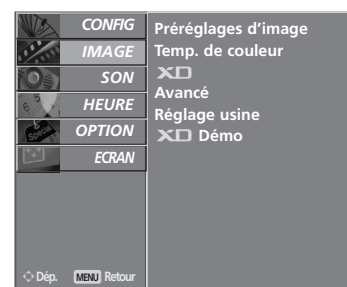 CONFIG
IMAGE
SON
HEURE
OPTION
ECRAN
Préréglages d'image
Temp. de couleur
XD
Avancé
Réglage usine
XD Démo
Dép. MENU Retour